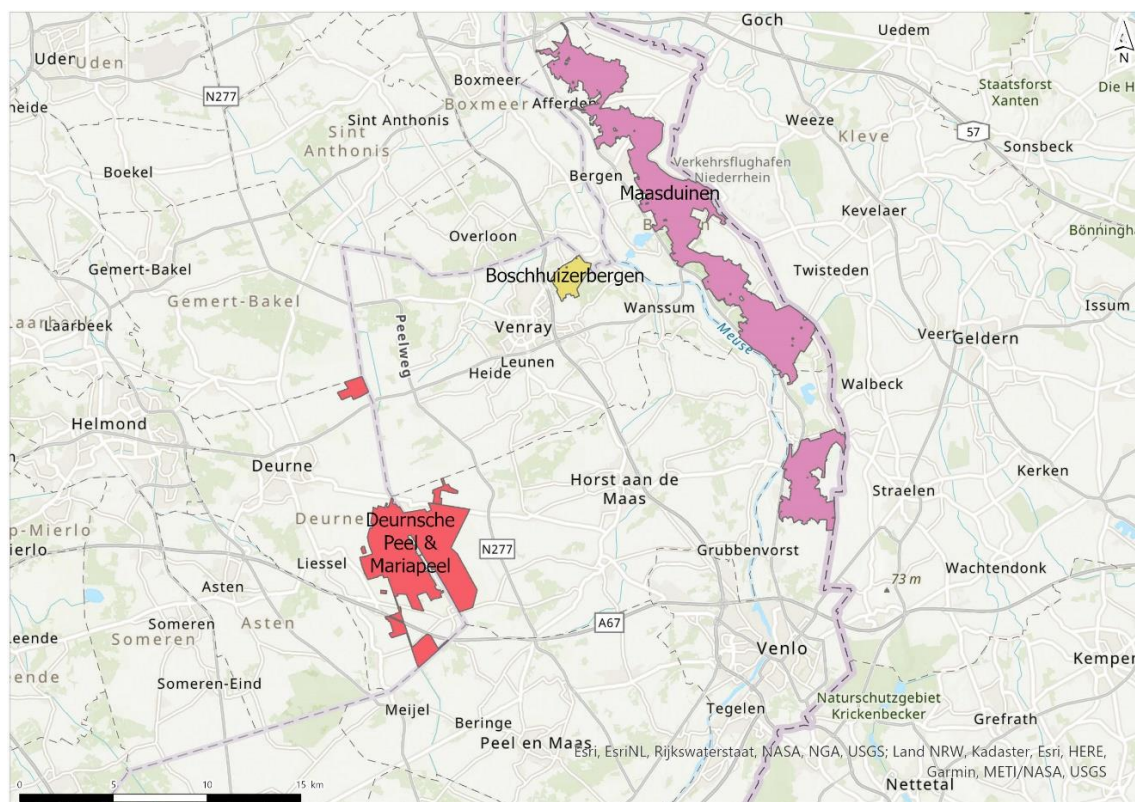 Goch
Uedem
N
Uden
Uden
N277
Boxmeer
Boxmeer
Afferden
Staatsforst
Xanten
Die H
heide
Sint Anthonis
Sint
Anthonis
Weeze
Kleve
57
Sonsbeck
Boekel
Verkehrsflughafen
Niederrhein
Bergen
Maasduinen
Kevelaer
Overloon
Bönningha
Gemert-Bakel
Boschhuizerbergen
Twisteden
Gemert-Bakel
Wanssum
Issum
Laarbeek
Venray
Meuse
Veert
Geldern
Peelweg
Leunen
Heide
Walbeck
Helmond
Deurne
Horst aan de
Maas
Kerken
Straelen
Deurne
Deurnsche
Peel &
Mariapeel
p-Mierlo
ierlo
N277
Grubbenvorst
Liessel
Wachtendonk
Asten
73 m
Asten
Someren
Someren
A67
Leende
Venlo
Kempen
eende
Someren-Eind
Naturschutzgebiet
Krickenbecker
Meijel
Tegelen
Beringe
Grefrath
Peel en Maas
Esri, EsriNL, Rijkswaterstaat, NASA, NGA, USGS; Land NRW, Kadaster, Esri, HERE,
Garmin, METI/NASA, USGS
Nettetal
0 5 10 15 km